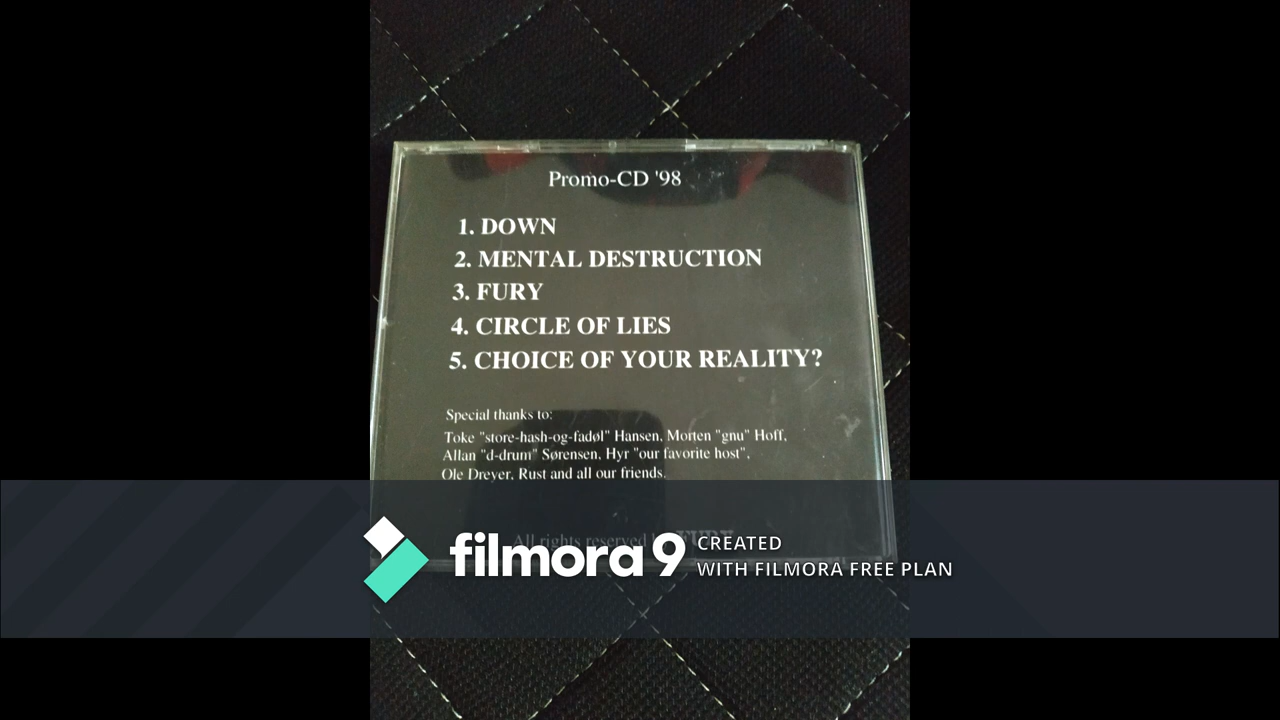 Promo-CD '98
1. DOWN
2. MENTAL DESTRUCTION
3. FURY
4. CIRCLE OF LIES
5. CHOICE OF YOUR REALITY?
Special thanks to:
Toke "store-hash-og-fadøl" Hansen, Morten "gnu" Hoff,
Allan "d-drum" Sørensen, Hyr "our favorite host",
Ole Dreyer, Rust and all our friends.
All rights reserved FURY
filmora 9
CREATED
WITH FILMORA FREE PLAN